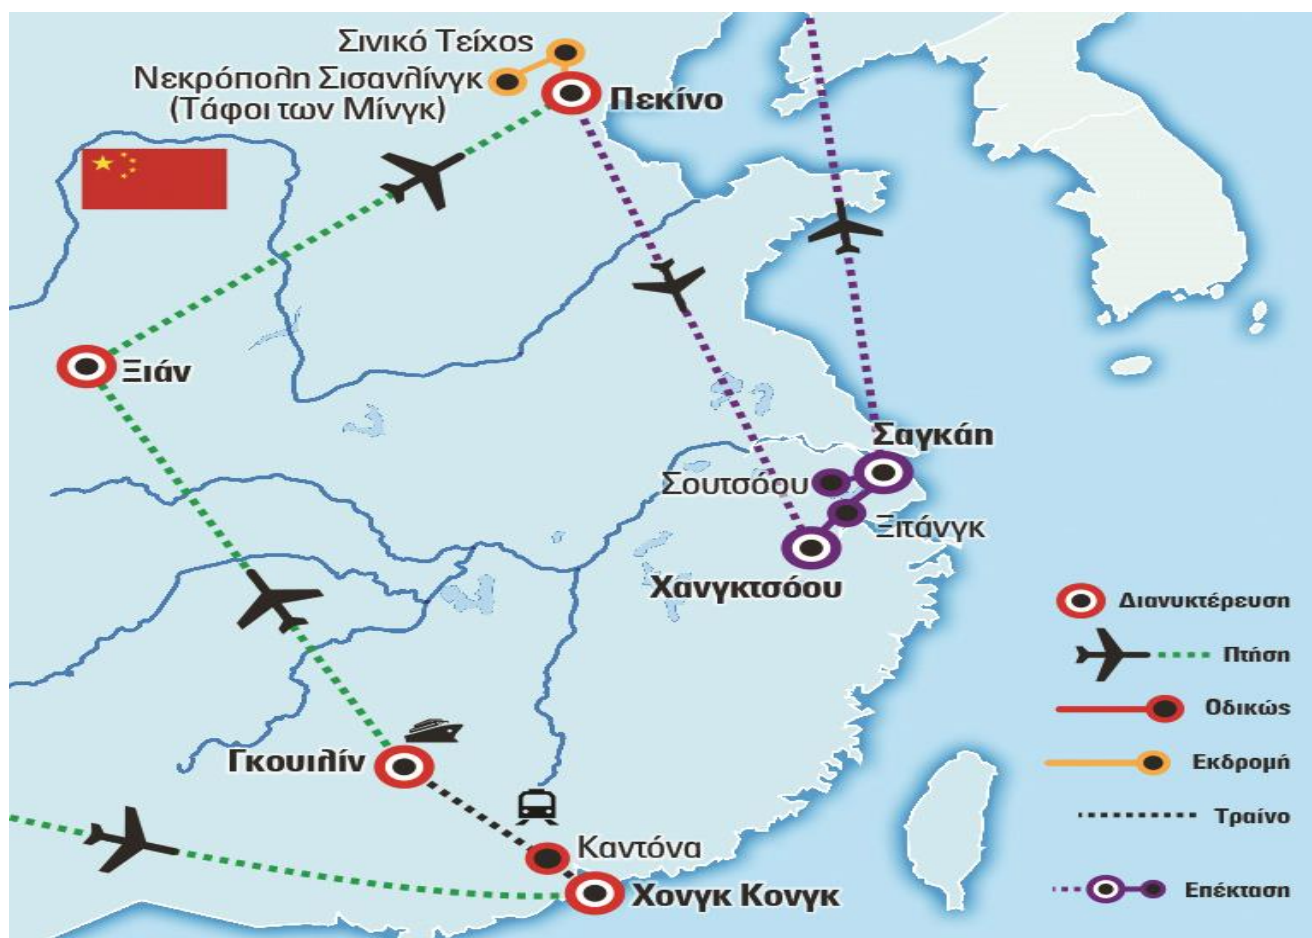 Σινικό Τείχος
Νεκρόπολη Σισανλίνγκ
(Τάφοι των Μίνγκ)
Πεκίνο
Ξιάν
Σαγκάη
Σουτσόου
Ξιτάνγκ
Χανγκτσόου
Γκουιλίν
Καντόνα
Χονγκ Κονγκ
Διανυκτέρευση
Πτήση
Οδικώς
Εκδρομή
Τραίνο
Επέκταση